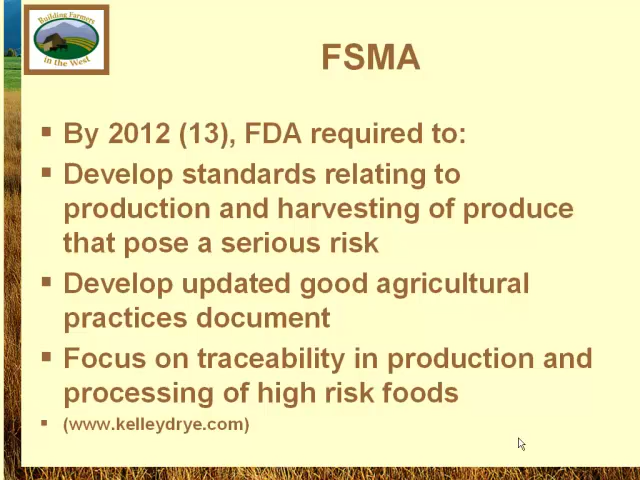 Building Farmers
in the West
FSMA
By 2012 (13), FDA required to:
Develop standards relating to
production and harvesting of produce
that pose a serious risk
Develop updated good agricultural
practices document
Focus on traceability in production and
processing of high risk foods
(www.kelleydrye.com)